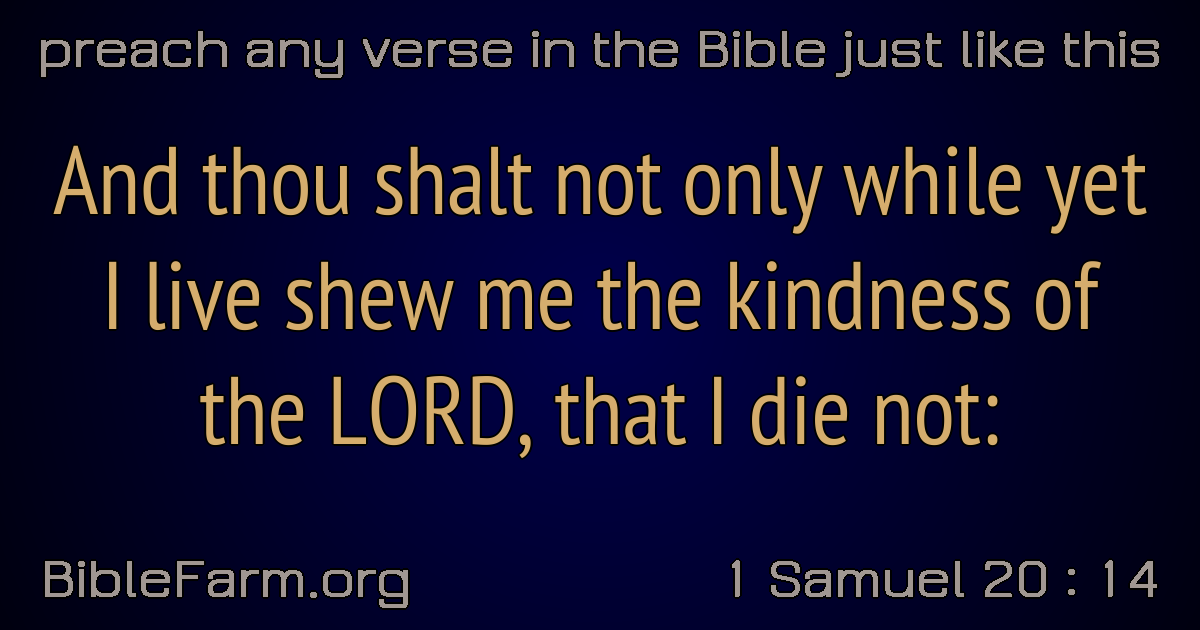 preach any verse in the Bible just like this
And thou shalt not only while yet
I live shew me the kindness of
the LORD, that I die not:
BibleFarm.org
1 Samuel 20 : 14